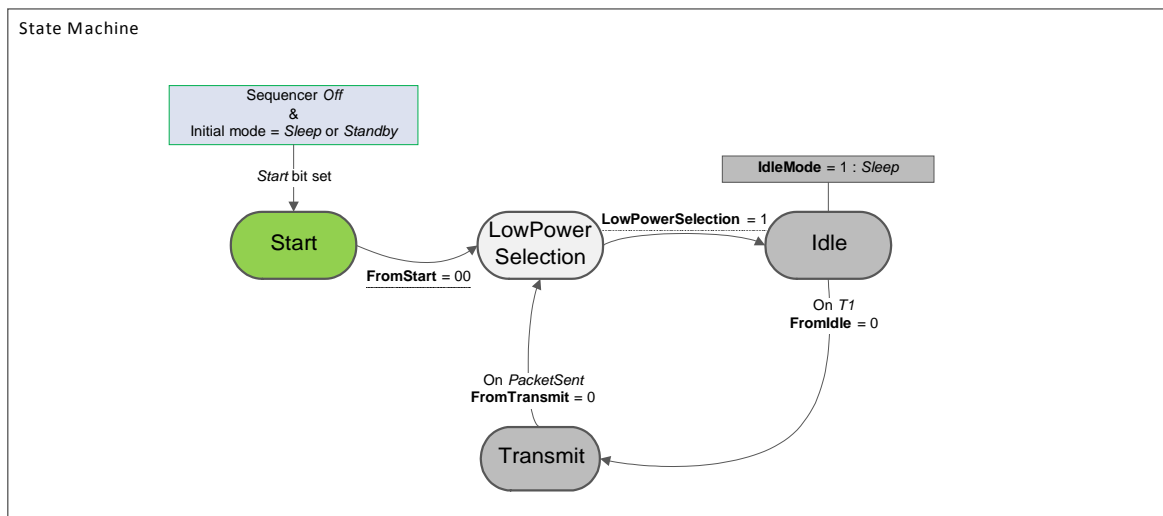 State Machine
Sequencer Off
&
Initial mode = Sleep or Standby
Start bit set
IdleMode = 1 : Sleep
Start
LowPower
Selection
LowPowerSelection = 1
Idle
FromStart = 00
On T1
FromIdle = 0
On PacketSent
FromTransmit = 0
Transmit